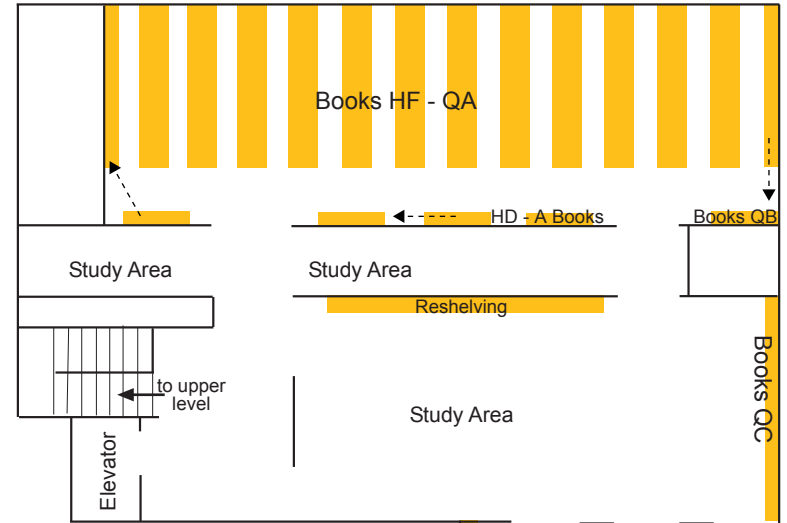 Books HF - QA
HD - A Books
Books QB
Study Area
Study Area
Reshelving
Books QC
to upper
level
Study Area
Elevator